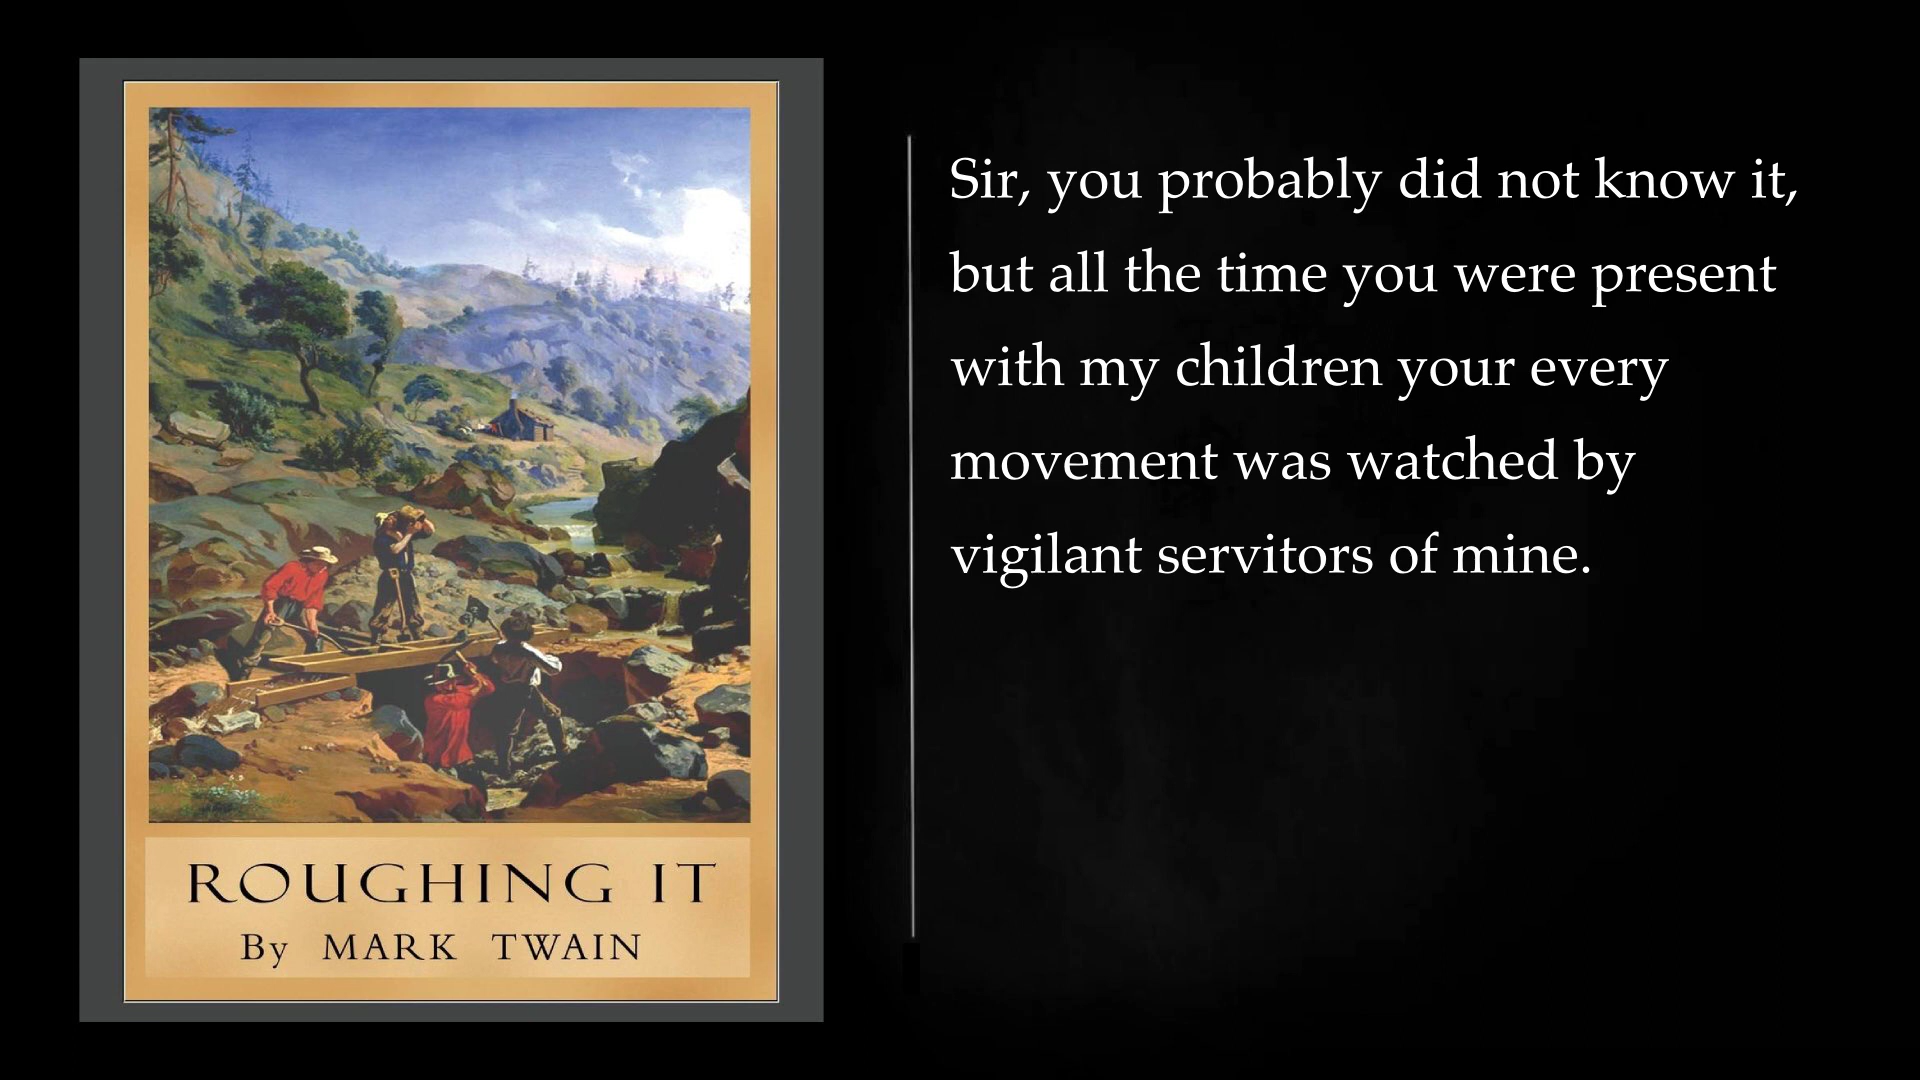 ROUGHING IT
By MARK TWAIN
Sir, you probably did not know it,
but all the time you were present
with my children your every
movement was watched by
vigilant servitors of mine.